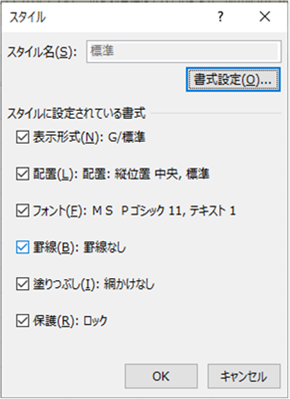 スタイル ? ×
スタイル名(S): 標準
書式設定(O)...
スタイルに設定されている書式
表示形式(N): G/標準
配置(L): 配置: 縦位置 中央, 標準
フォント(F): ＭＳ Ｐゴシック 11, テキスト 1
罫線(B): 罫線なし
塗りつぶし(I): 網かけなし
保護(R): ロック
OK キャンセル